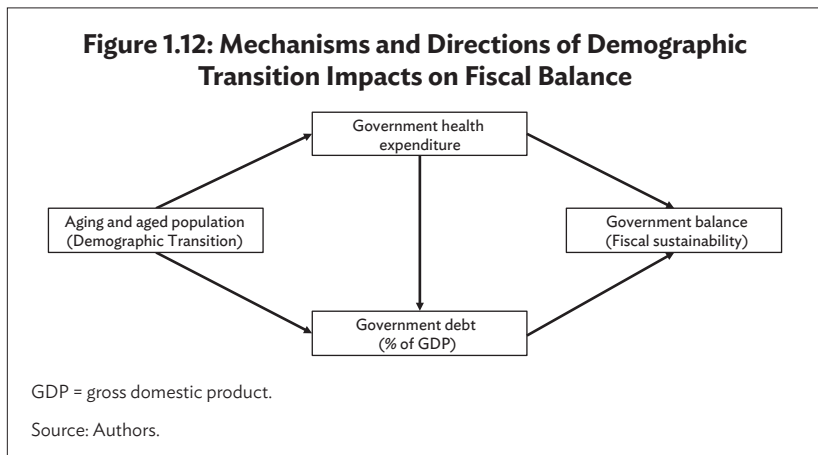 Figure 1.12: Mechanisms and Directions of Demographic
Transition Impacts on Fiscal Balance
Government health
expenditure
Aging and aged population
(Demographic Transition)
Government balance
(Fiscal sustainability)
Government debt
(% of GDP)
GDP = gross domestic product.
Source: Authors.